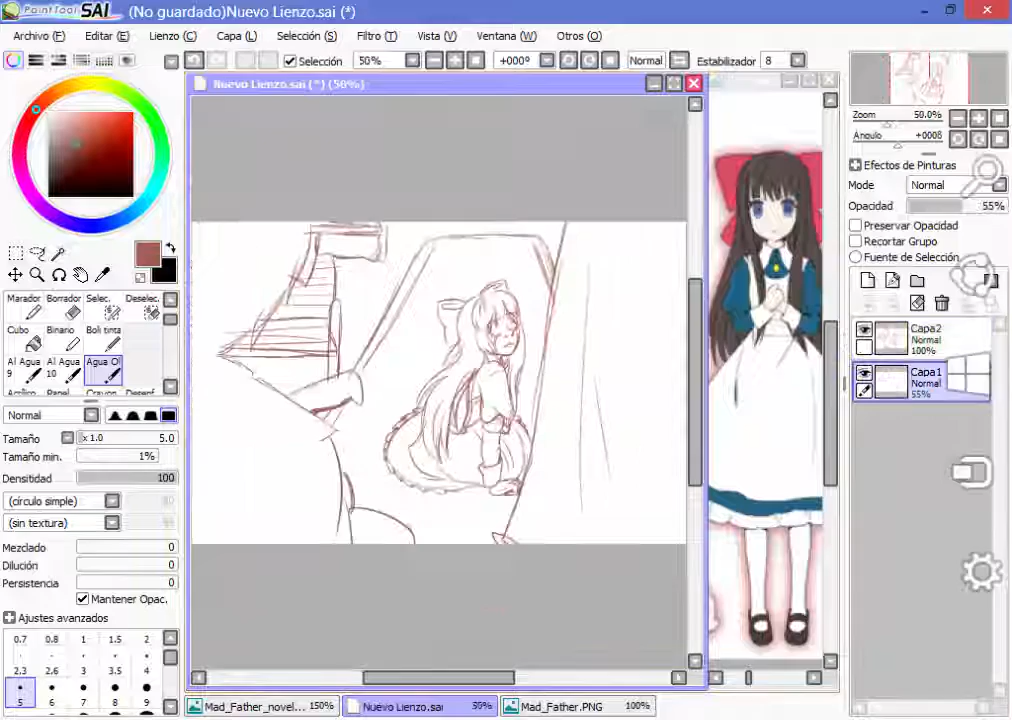 PaintTool SAI (No guardado)Nuevo Lienzo.sai (*)
Archivo (F) Editar (E) Lienzo (C) Capa (L) Selección (S) Filtro (T) Vista (V) Ventana (W) Otros (O)
Selección 50% +000º Normal Estabilizador 8
Nuevo Lienzo.sai (*) (50%)
Zoom 50.0%
Angulo +000§
Efectos de Pinturas
Mode Normal
Opacidad 55%
Preservar Opacidad
Recortar Grupo
Fuente de Selección
Capa2
Normal
100%
Capa1
Normal
55%
Marador Borrador Selec. Deselec.
Cubo Binario Boli tinta
Al Agua 9 Al Agua 10 Agua Ol
Acrílico Papel Crayon
Normal
Tamaño x 1.0 5.0
Tamaño min. 1%
Densitidad 100
(círculo simple)
(sin textura)
Mezclado 0
Dilución 0
Persistencia 0
Mantener Opac.
Ajustes avanzados
0.7 0.8 1 1.5 2
2.3 2.6 3 3.5 4
5 6 7 8 9
Mad_Father_novel... 150% Nuevo Lienzo.sai 50% Mad_Father.PNG 100%